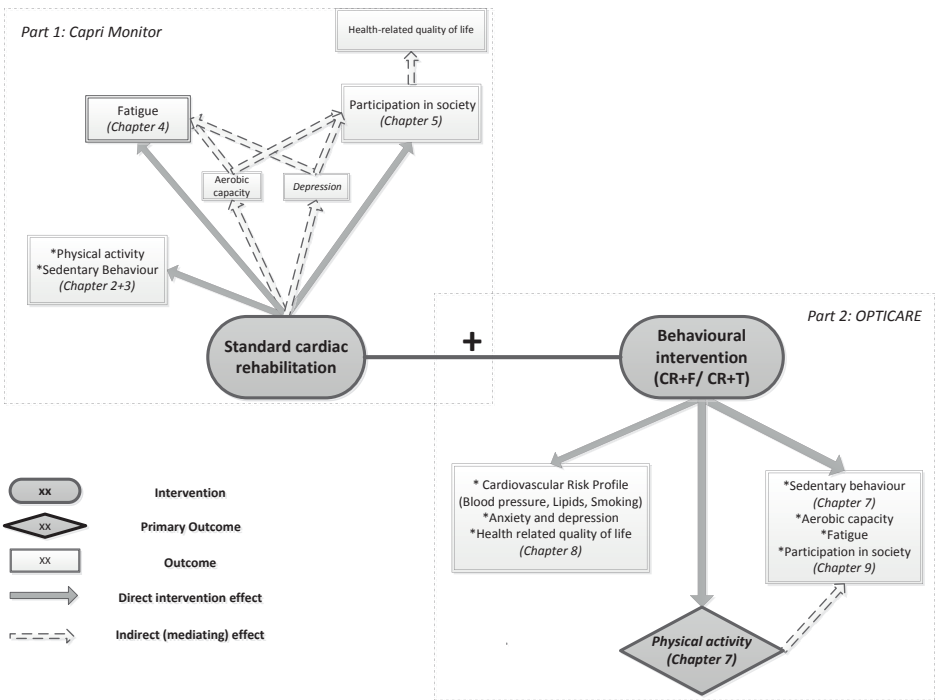 Part 1: Capri Monitor
Health-related quality of life
Fatigue
(Chapter 4)
Participation in society
(Chapter 5)
Aerobic
capacity
Depression
*Physical activity
*Sedentary Behaviour
(Chapter 2+3)
Standard cardiac
rehabilitation
+
Part 2: OPTICARE
Behavioural
intervention
(CR+F/ CR+T)
* Cardiovascular Risk Profile
(Blood pressure, Lipids, Smoking)
*Anxiety and depression
*Health related quality of life
(Chapter 8)
*Sedentary behaviour
(Chapter 7)
*Aerobic capacity
*Fatigue
*Participation in society
(Chapter 9)
Physical activity
(Chapter 7)
xx Intervention
xx Primary Outcome
xx Outcome
Direct intervention effect
Indirect (mediating) effect